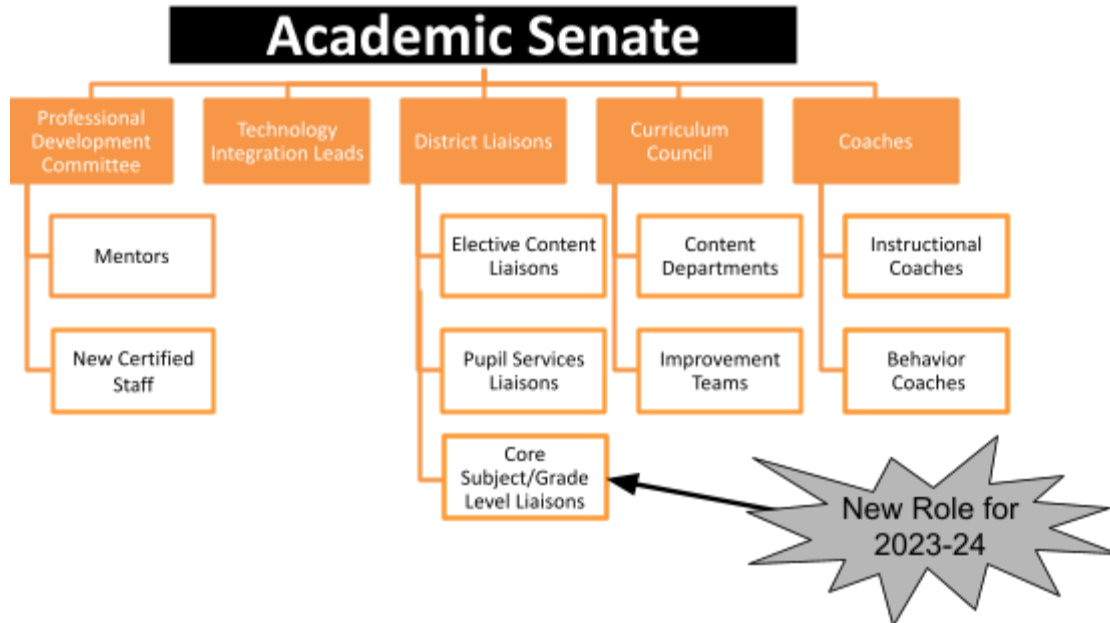 Academic Senate
Professional
Development
Committee
Technology
Integration Leads
District Liaisons
Curriculum
Council
Coaches
Mentors
New Certified
Staff
Elective Content
Liaisons
Pupil Services
Liaisons
Core
Subject/Grade
Level Liaisons
Content
Departments
Improvement
Teams
Instructional
Coaches
Behavior
Coaches
New Role for
2023-24